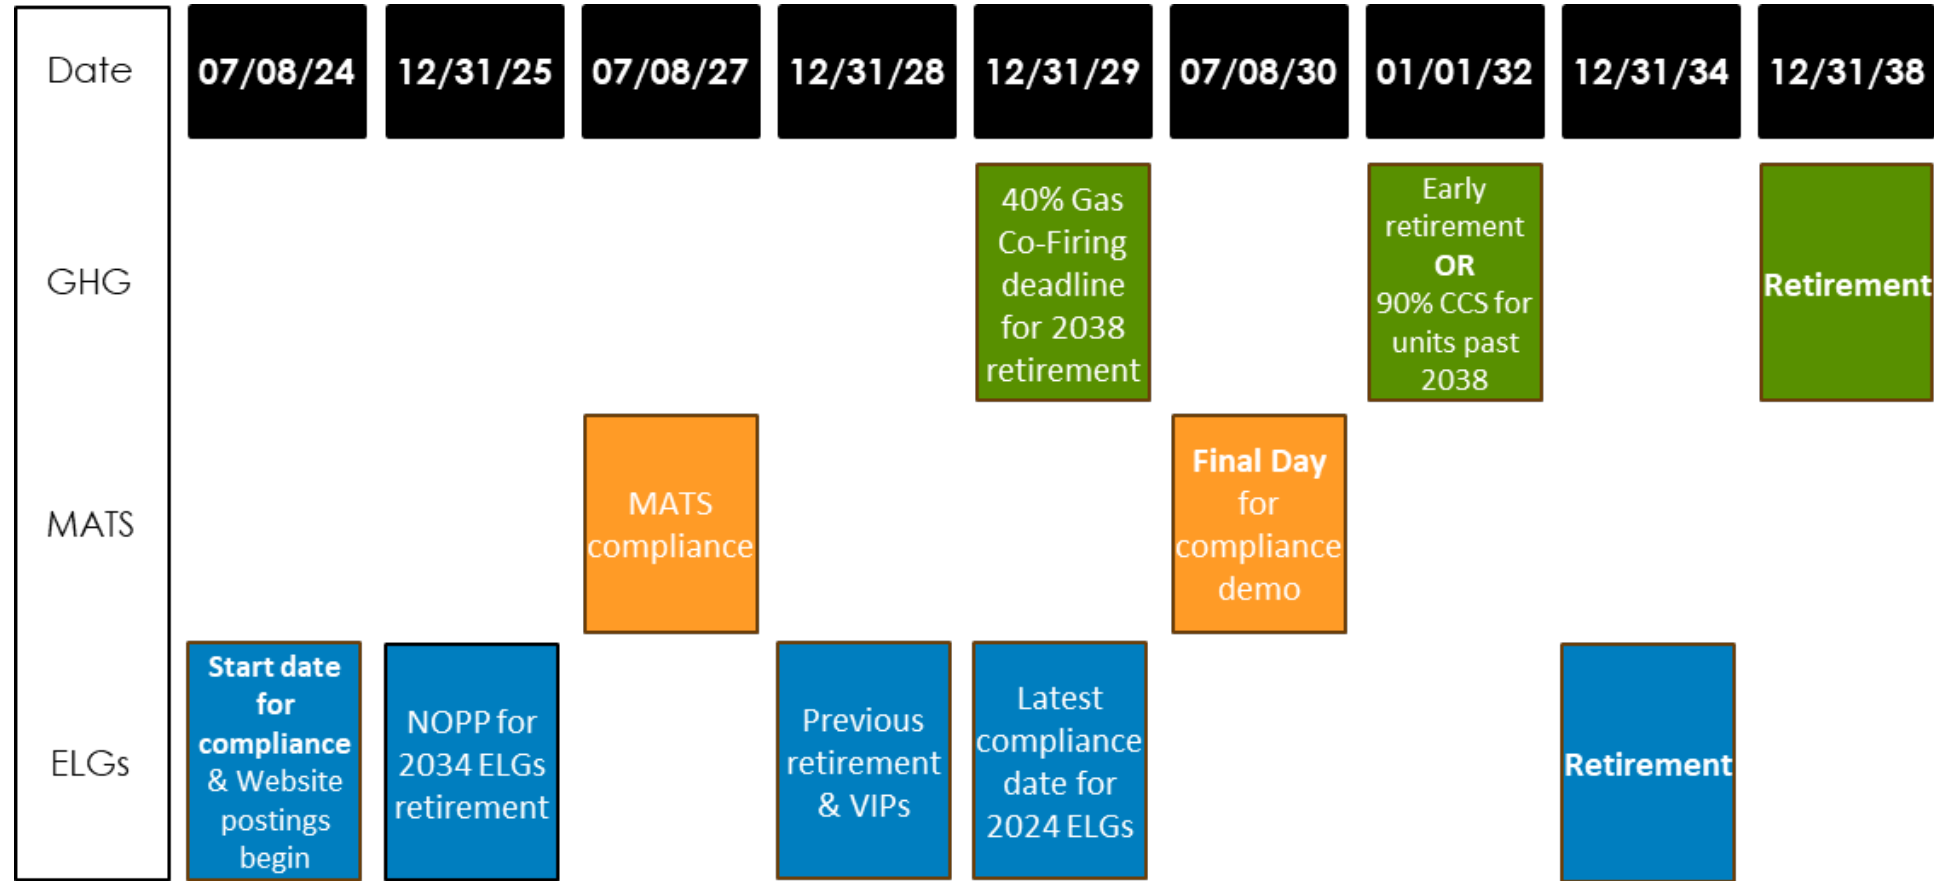 Date
07/08/24
12/31/25
07/08/27
12/31/28
12/31/29
07/08/30
01/01/32
12/31/34
12/31/38
GHG
40% Gas
Co-Firing
deadline
for 2038
retirement
Early
retirement
OR
90% CCS for
units past
2038
Retirement
MATS
MATS
compliance
Final Day
for
compliance
demo
ELGs
Start date
for
compliance
& Website
postings
begin
NOPP for
2034 ELGs
retirement
Previous
retirement
& VIPs
Latest
compliance
date for
2024 ELGs
Retirement